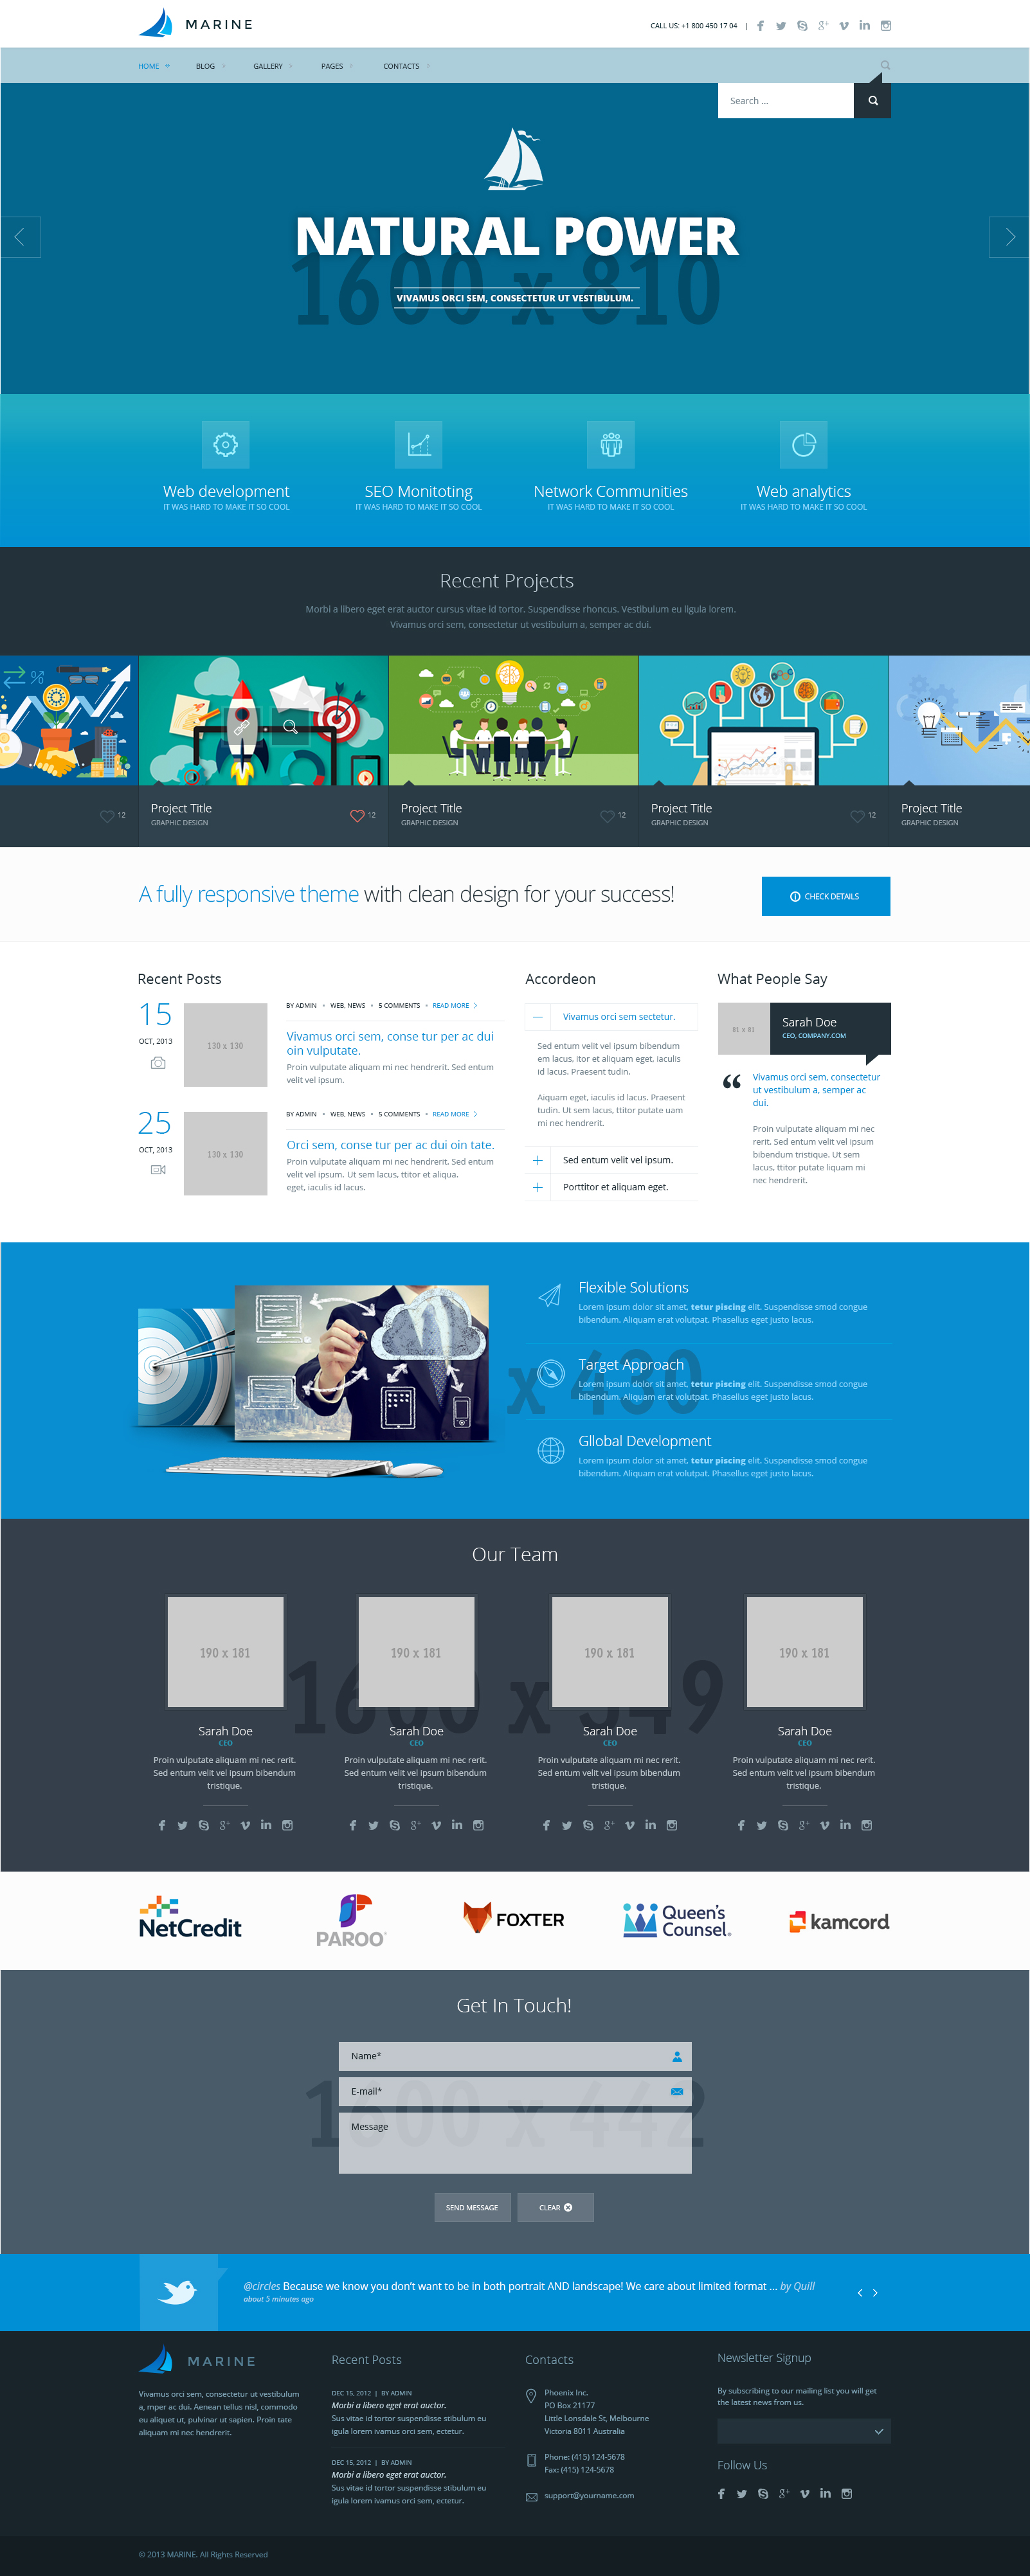 MARINE
CALL US: +1 800 450 17 04 |
HOME BLOG GALLERY PAGES CONTACTS
Search ...
NATURAL POWER
1600 x 810
VIVAMUS ORCI SEM, CONSECTETUR UT VESTIBULUM.
Web development
IT WAS HARD TO MAKE IT SO COOL
SEO Monitoting
IT WAS HARD TO MAKE IT SO COOL
Network Communities
IT WAS HARD TO MAKE IT SO COOL
Web analytics
IT WAS HARD TO MAKE IT SO COOL
Recent Projects
Morbi a libero eget erat auctor cursus vitae id tortor. Suspendisse rhoncus. Vestibulum eu ligula lorem.
Vivamus orci sem, consectetur ut vestibulum a, semper ac dui.
%
12
Project Title
GRAPHIC DESIGN
12
Project Title
GRAPHIC DESIGN
12
Project Title
GRAPHIC DESIGN
12
Project Title
GRAPHIC DESIGN
A fully responsive theme with clean design for your success!
CHECK DETAILS
Recent Posts
15
OCT, 2013
130 x 130
BY ADMIN • WEB, NEWS • 5 COMMENTS • READ MORE
Vivamus orci sem, conse tur per ac dui
oin vulputate.
Proin vulputate aliquam mi nec hendrerit. Sed entum
velit vel ipsum.
25
OCT, 2013
130 x 130
BY ADMIN • WEB, NEWS • 5 COMMENTS • READ MORE
Orci sem, conse tur per ac dui oin tate.
Proin vulputate aliquam mi nec hendrerit. Sed entum
velit vel ipsum. Ut sem lacus, ttitor et aliqua.
eget, iaculis id lacus.
Accordeon
Vivamus orci sem sectetur.
Sed entum velit vel ipsum bibendum
em lacus, itor et aliquam eget, iaculis
id lacus. Praesent tudin.
Aiquam eget, iaculis id lacus. Praesent
tudin. Ut sem lacus, ttitor putate uam
mi nec hendrerit.
Sed entum velit vel ipsum.
Porttitor et aliquam eget.
What People Say
81 x 81
Sarah Doe
CEO, COMPANY.COM
Vivamus orci sem, consectetur
ut vestibulum a, semper ac
dui.
Proin vulputate aliquam mi nec
rerit. Sed entum velit vel ipsum
bibendum tristique. Ut sem
lacus, ttitor putate liquam mi
nec hendrerit.
Flexible Solutions
Lorem ipsum dolor sit amet, tetur piscing elit. Suspendisse smod congue
bibendum. Aliquam erat volutpat. Phasellus eget justo lacus.
Target Approach
Lorem ipsum dolor sit amet, tetur piscing elit. Suspendisse smod congue
bibendum. Aliquam erat volutpat. Phasellus eget justo lacus.
x 430
Gllobal Development
Lorem ipsum dolor sit amet, tetur piscing elit. Suspendisse smod congue
bibendum. Aliquam erat volutpat. Phasellus eget justo lacus.
Our Team
190 x 181
190 x 181
190 x 181
190 x 181
1600 x 549
Sarah Doe
CEO
Proin vulputate aliquam mi nec rerit.
Sed entum velit vel ipsum bibendum
tristique.
Sarah Doe
CEO
Proin vulputate aliquam mi nec rerit.
Sed entum velit vel ipsum bibendum
tristique.
Sarah Doe
CEO
Proin vulputate aliquam mi nec rerit.
Sed entum velit vel ipsum bibendum
tristique.
Sarah Doe
CEO
Proin vulputate aliquam mi nec rerit.
Sed entum velit vel ipsum bibendum
tristique.
NetCredit
PAROO
FOXTER
Queen's
Counsel
kamcord
Get In Touch!
Name*
E-mail*
Message
1600 x 442
SEND MESSAGE
CLEAR
@circles Because we know you don't want to be in both portrait AND landscape! We care about limited format ... by Quill
about 5 minutes ago
MARINE
Vivamus orci sem, consectetur ut vestibulum
a, mper ac dui. Aenean tellus nisl, commodo
eu aliquet ut, pulvinar ut sapien. Proin tate
aliquam mi nec hendrerit.
Recent Posts
DEC 15, 2012 | BY ADMIN
Morbi a libero eget erat auctor.
Sus vitae id tortor suspendisse stibulum eu
igula lorem ivamus orci sem, ectetur.
DEC 15, 2012 | BY ADMIN
Morbi a libero eget erat auctor.
Sus vitae id tortor suspendisse stibulum eu
igula lorem ivamus orci sem, ectetur.
Contacts
Phoenix Inc.
PO Box 21177
Little Lonsdale St, Melbourne
Victoria 8011 Australia
Phone: (415) 124-5678
Fax: (415) 124-5678
support@yourname.com
Newsletter Signup
By subscribing to our mailing list you will get
the latest news from us.
Follow Us
© 2013 MARINE. All Rights Reserved